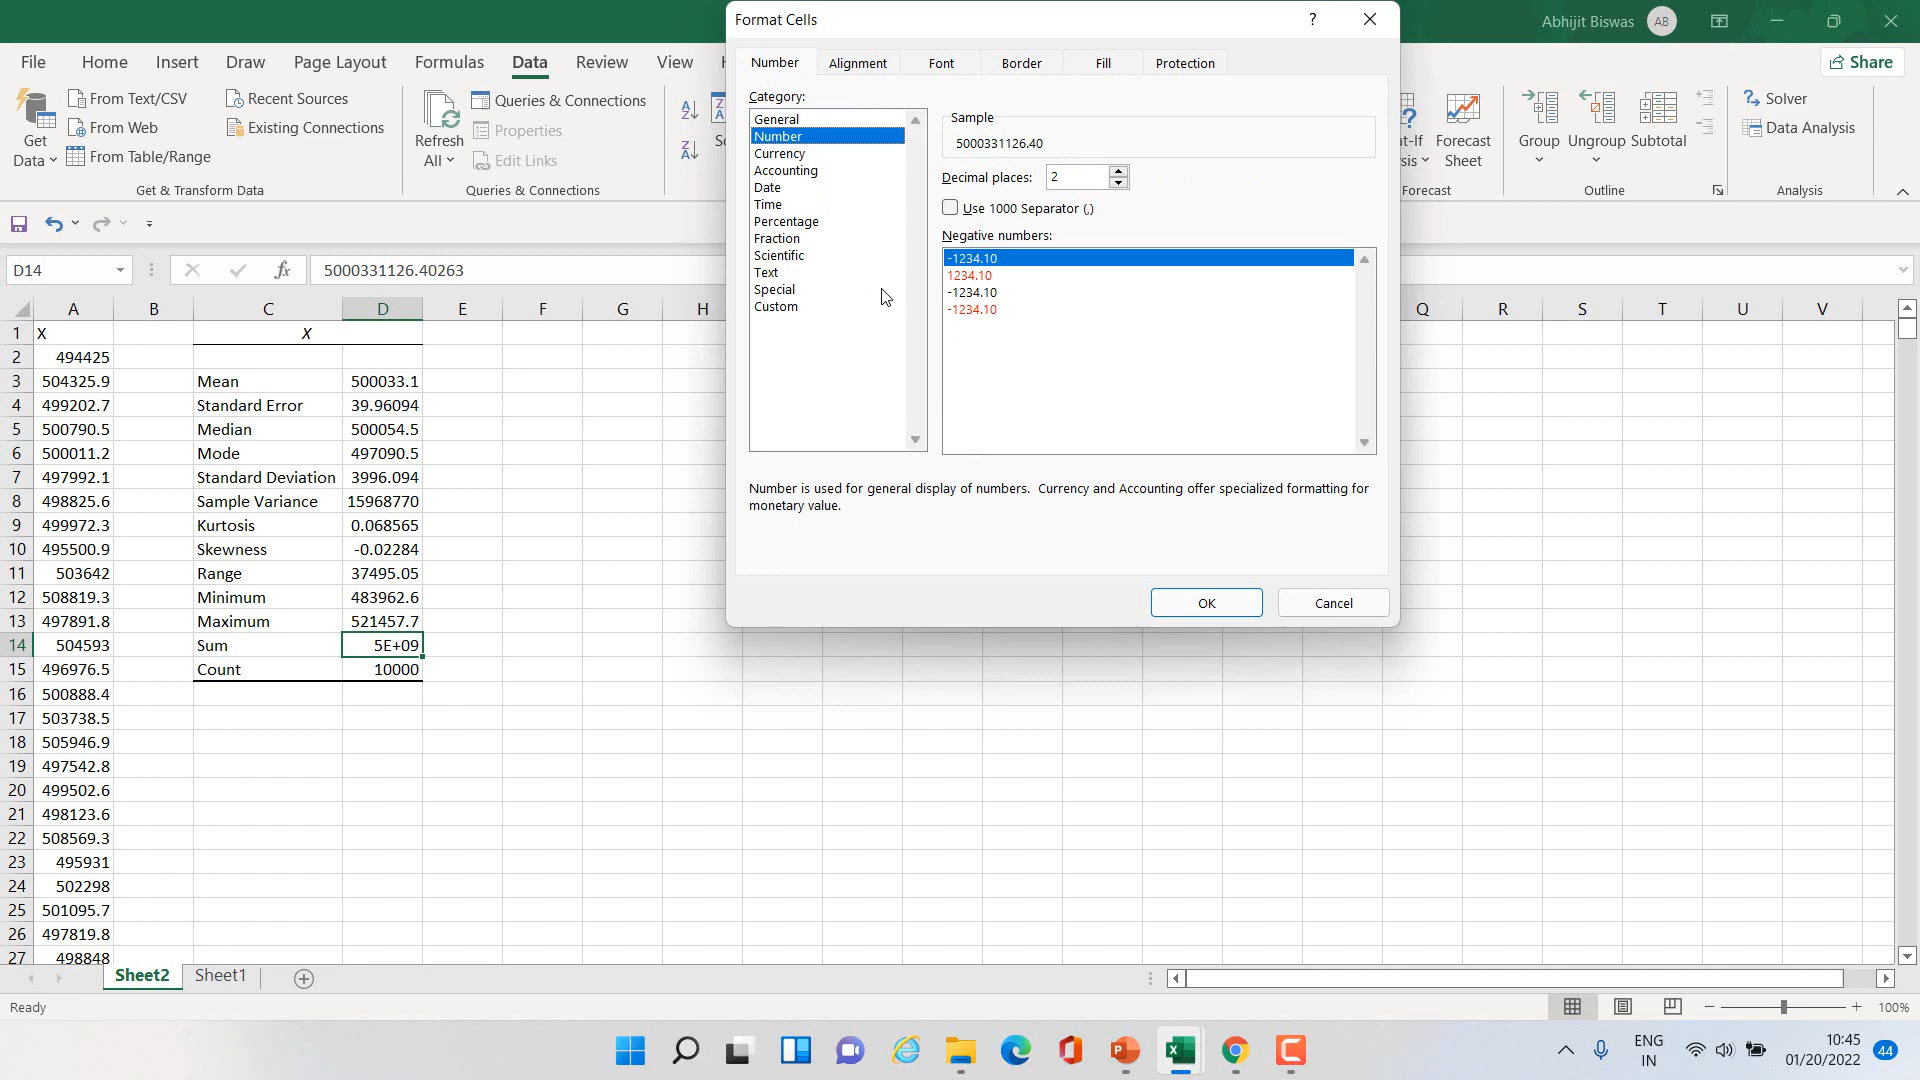 Format Cells ?
Abhijit Biswas AB
File Home Insert Draw Page Layout Formulas Data Review View
Share
Get Data
From Text/CSV
From Web
From Table/Range
Recent Sources
Existing Connections
Get & Transform Data
Refresh All
Queries & Connections
Properties
Edit Links
Queries & Connections
Forecast Sheet
Forecast
Group Ungroup Subtotal
Outline
Solver
Data Analysis
Analysis
Number Alignment Font Border Fill Protection
Category:
General
Number
Currency
Accounting
Date
Time
Percentage
Fraction
Scientific
Text
Special
Custom
Sample
5000331126.40
Decimal places: 2
Use 1000 Separator (,)
Negative numbers:
-1234.10
1234.10
-1234.10
-1234.10
Number is used for general display of numbers. Currency and Accounting offer specialized formatting for
monetary value.
OK Cancel
D14 fx 5000331126.40263
A B C D E F G H Q R S T U V
1 X X
2 494425
3 504325.9 Mean 500033.1
4 499202.7 Standard Error 39.96094
5 500790.5 Median 500054.5
6 500011.2 Mode 497090.5
7 497992.1 Standard Deviation 3996.094
8 498825.6 Sample Variance 15968770
9 499972.3 Kurtosis 0.068565
10 495500.9 Skewness -0.02284
11 503642 Range 37495.05
12 508819.3 Minimum 483962.6
13 497891.8 Maximum 521457.7
14 504593 Sum 5E+09
15 496976.5 Count 10000
16 500888.4
17 503738.5
18 505946.9
19 497542.8
20 499502.6
21 498123.6
22 508569.3
23 495931
24 502298
25 501095.7
26 497819.8
27 498848
Sheet2 Sheet1
Ready 100%
ENG
IN
10:45
01/20/2022
44